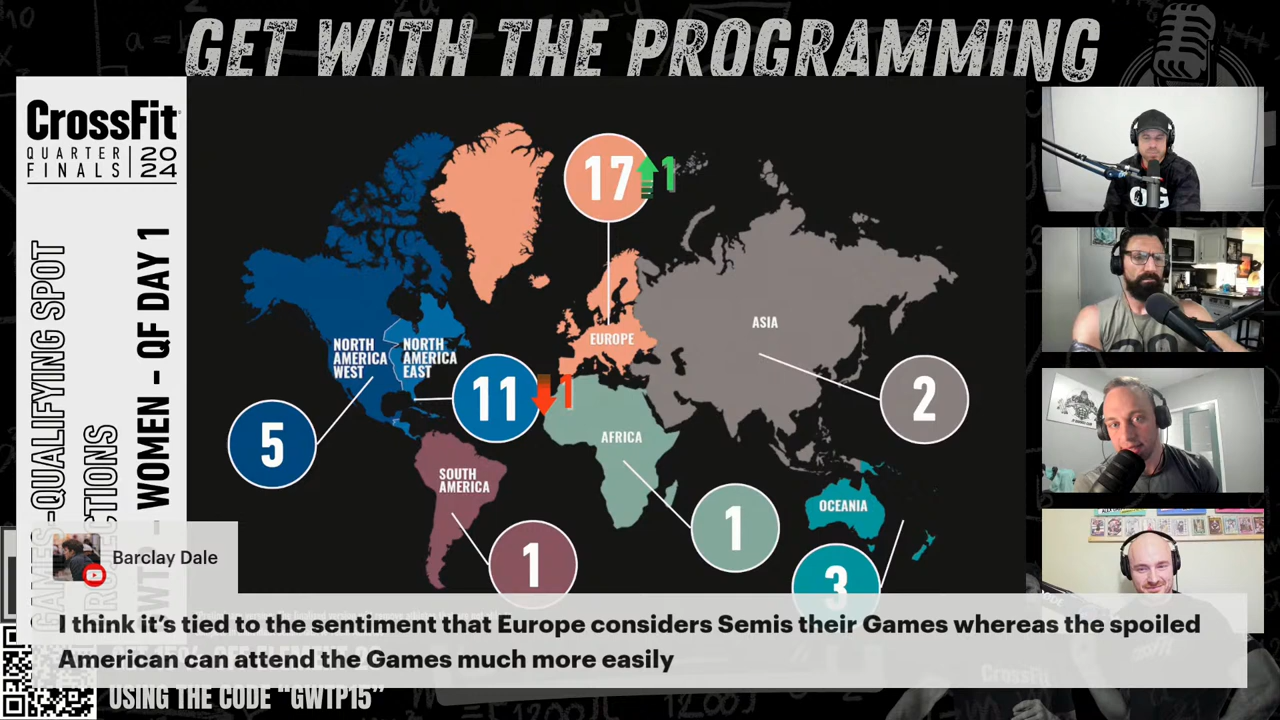 GET WITH THE PROGRAMMING
CrossFit
QUARTER
FINALS
20
24
GAMES-QUALIFYING SPOT
WOMEN - QF DAY 1
17
1
NORTH
AMERICA
WEST
NORTH
AMERICA
EAST
EUROPE
ASIA
5
11
1
2
AFRICA
SOUTH
AMERICA
OCEANIA
1
1
3
Barclay Dale
I think it's tied to the sentiment that Europe considers Semis their Games whereas the spoiled
American can attend the Games much more easily
USING THE CODE "GWTP15"